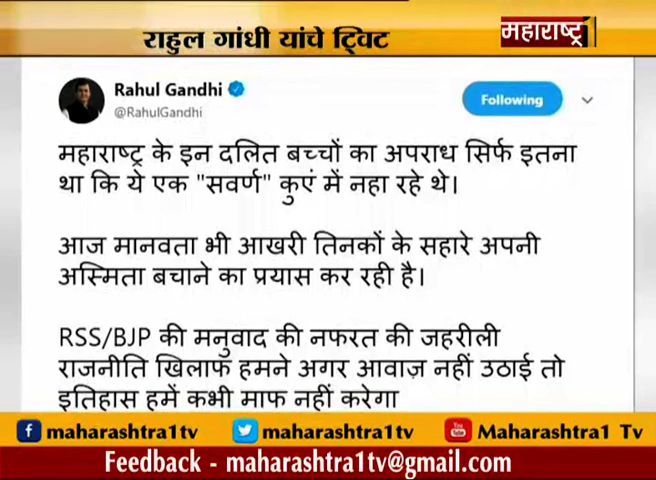 राहुल गांधी यांचे ट्विट
महाराष्ट्र1
Rahul Gandhi
@RahulGandhi
Following
महाराष्ट्र के इन दलित बच्चों का अपराध सिर्फ इतना
था कि ये एक "सवर्ण" कुएं में नहा रहे थे।
आज मानवता भी आखरी तिनकों के सहारे अपनी
अस्मिता बचाने का प्रयास कर रही है।
RSS/BJP की मनुवाद की नफरत की जहरीली
राजनीति खिलाफ हमने अगर आवाज़ नहीं उठाई तो
इतिहास हमें कभी माफ नहीं करेगा
maharashtra1tv maharashtra1tv Maharashtra1 Tv
Feedback - maharashtra1tv@gmail.com